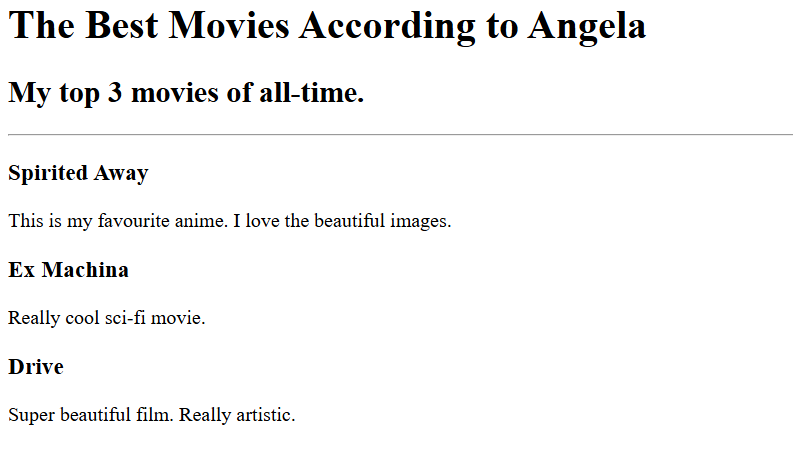 The Best Movies According to Angela
My top 3 movies of all-time.
Spirited Away
This is my favourite anime. I love the beautiful images.
Ex Machina
Really cool sci-fi movie.
Drive
Super beautiful film. Really artistic.